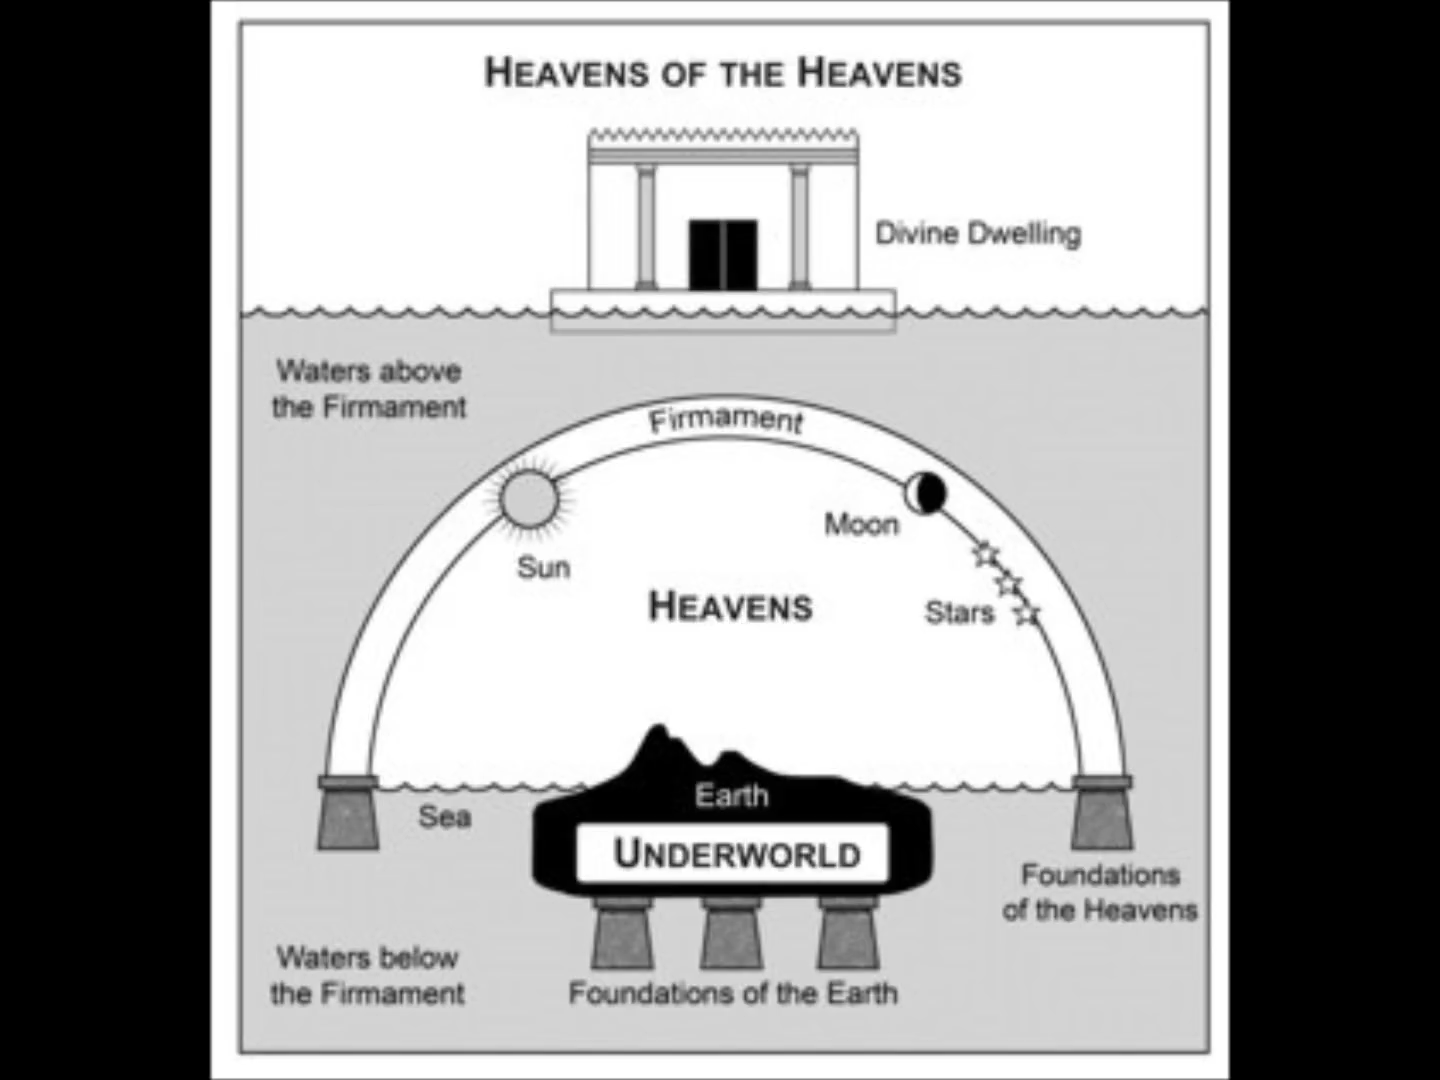 HEAVENS OF THE HEAVENS
Divine Dwelling
Waters above
the Firmament
Firmament
Sun
Moon
Stars
HEAVENS
Sea
Earth
UNDERWORLD
Foundations
of the Heavens
Waters below
the Firmament
Foundations of the Earth